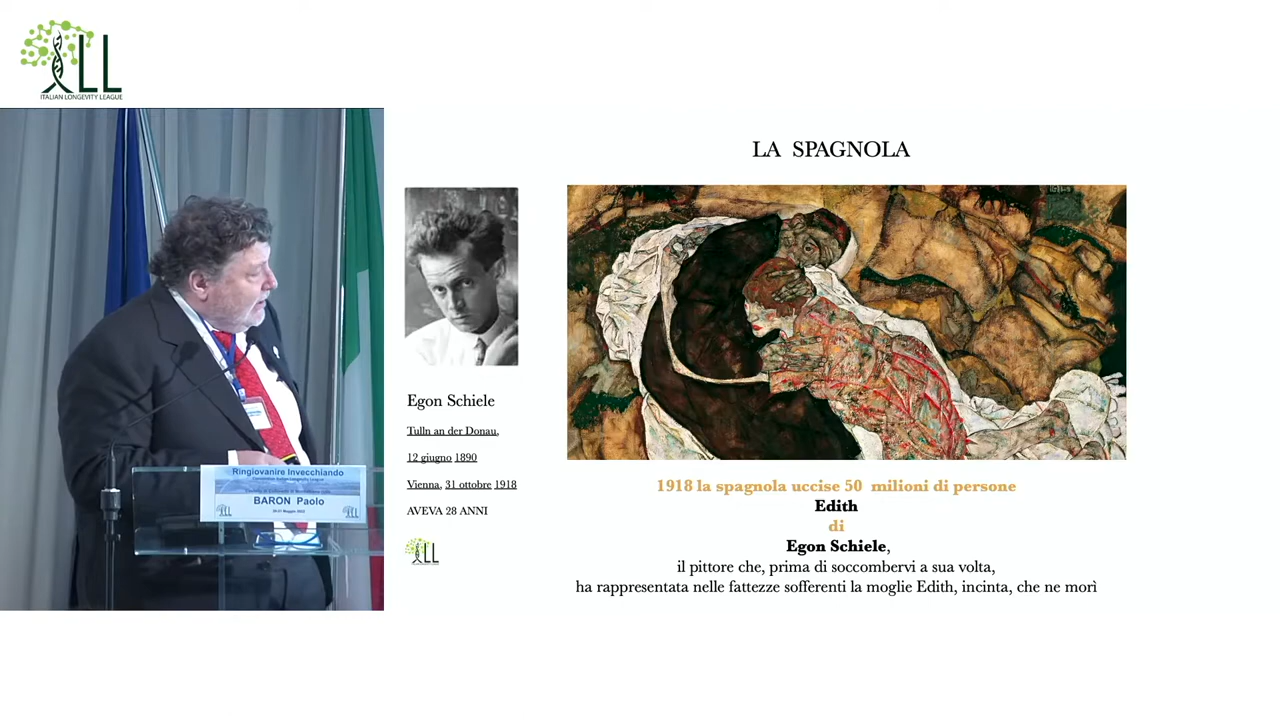 LL
ITALIAN LONGEVITY LEAGUE
LA SPAGNOLA
Egon Schiele
Tulln an der Donau,
12 giugno 1890
Vienna, 31 ottobre 1918
AVEVA 28 ANNI
LL
1918 la spagnola uccise 50 milioni di persone
Edith
di
Egon Schiele,
il pittore che, prima di soccombervi a sua volta,
ha rappresentata nelle fattezze sofferenti la moglie Edith, incinta, che ne morì
Ringiovanire Invecchiando
BARON Paolo